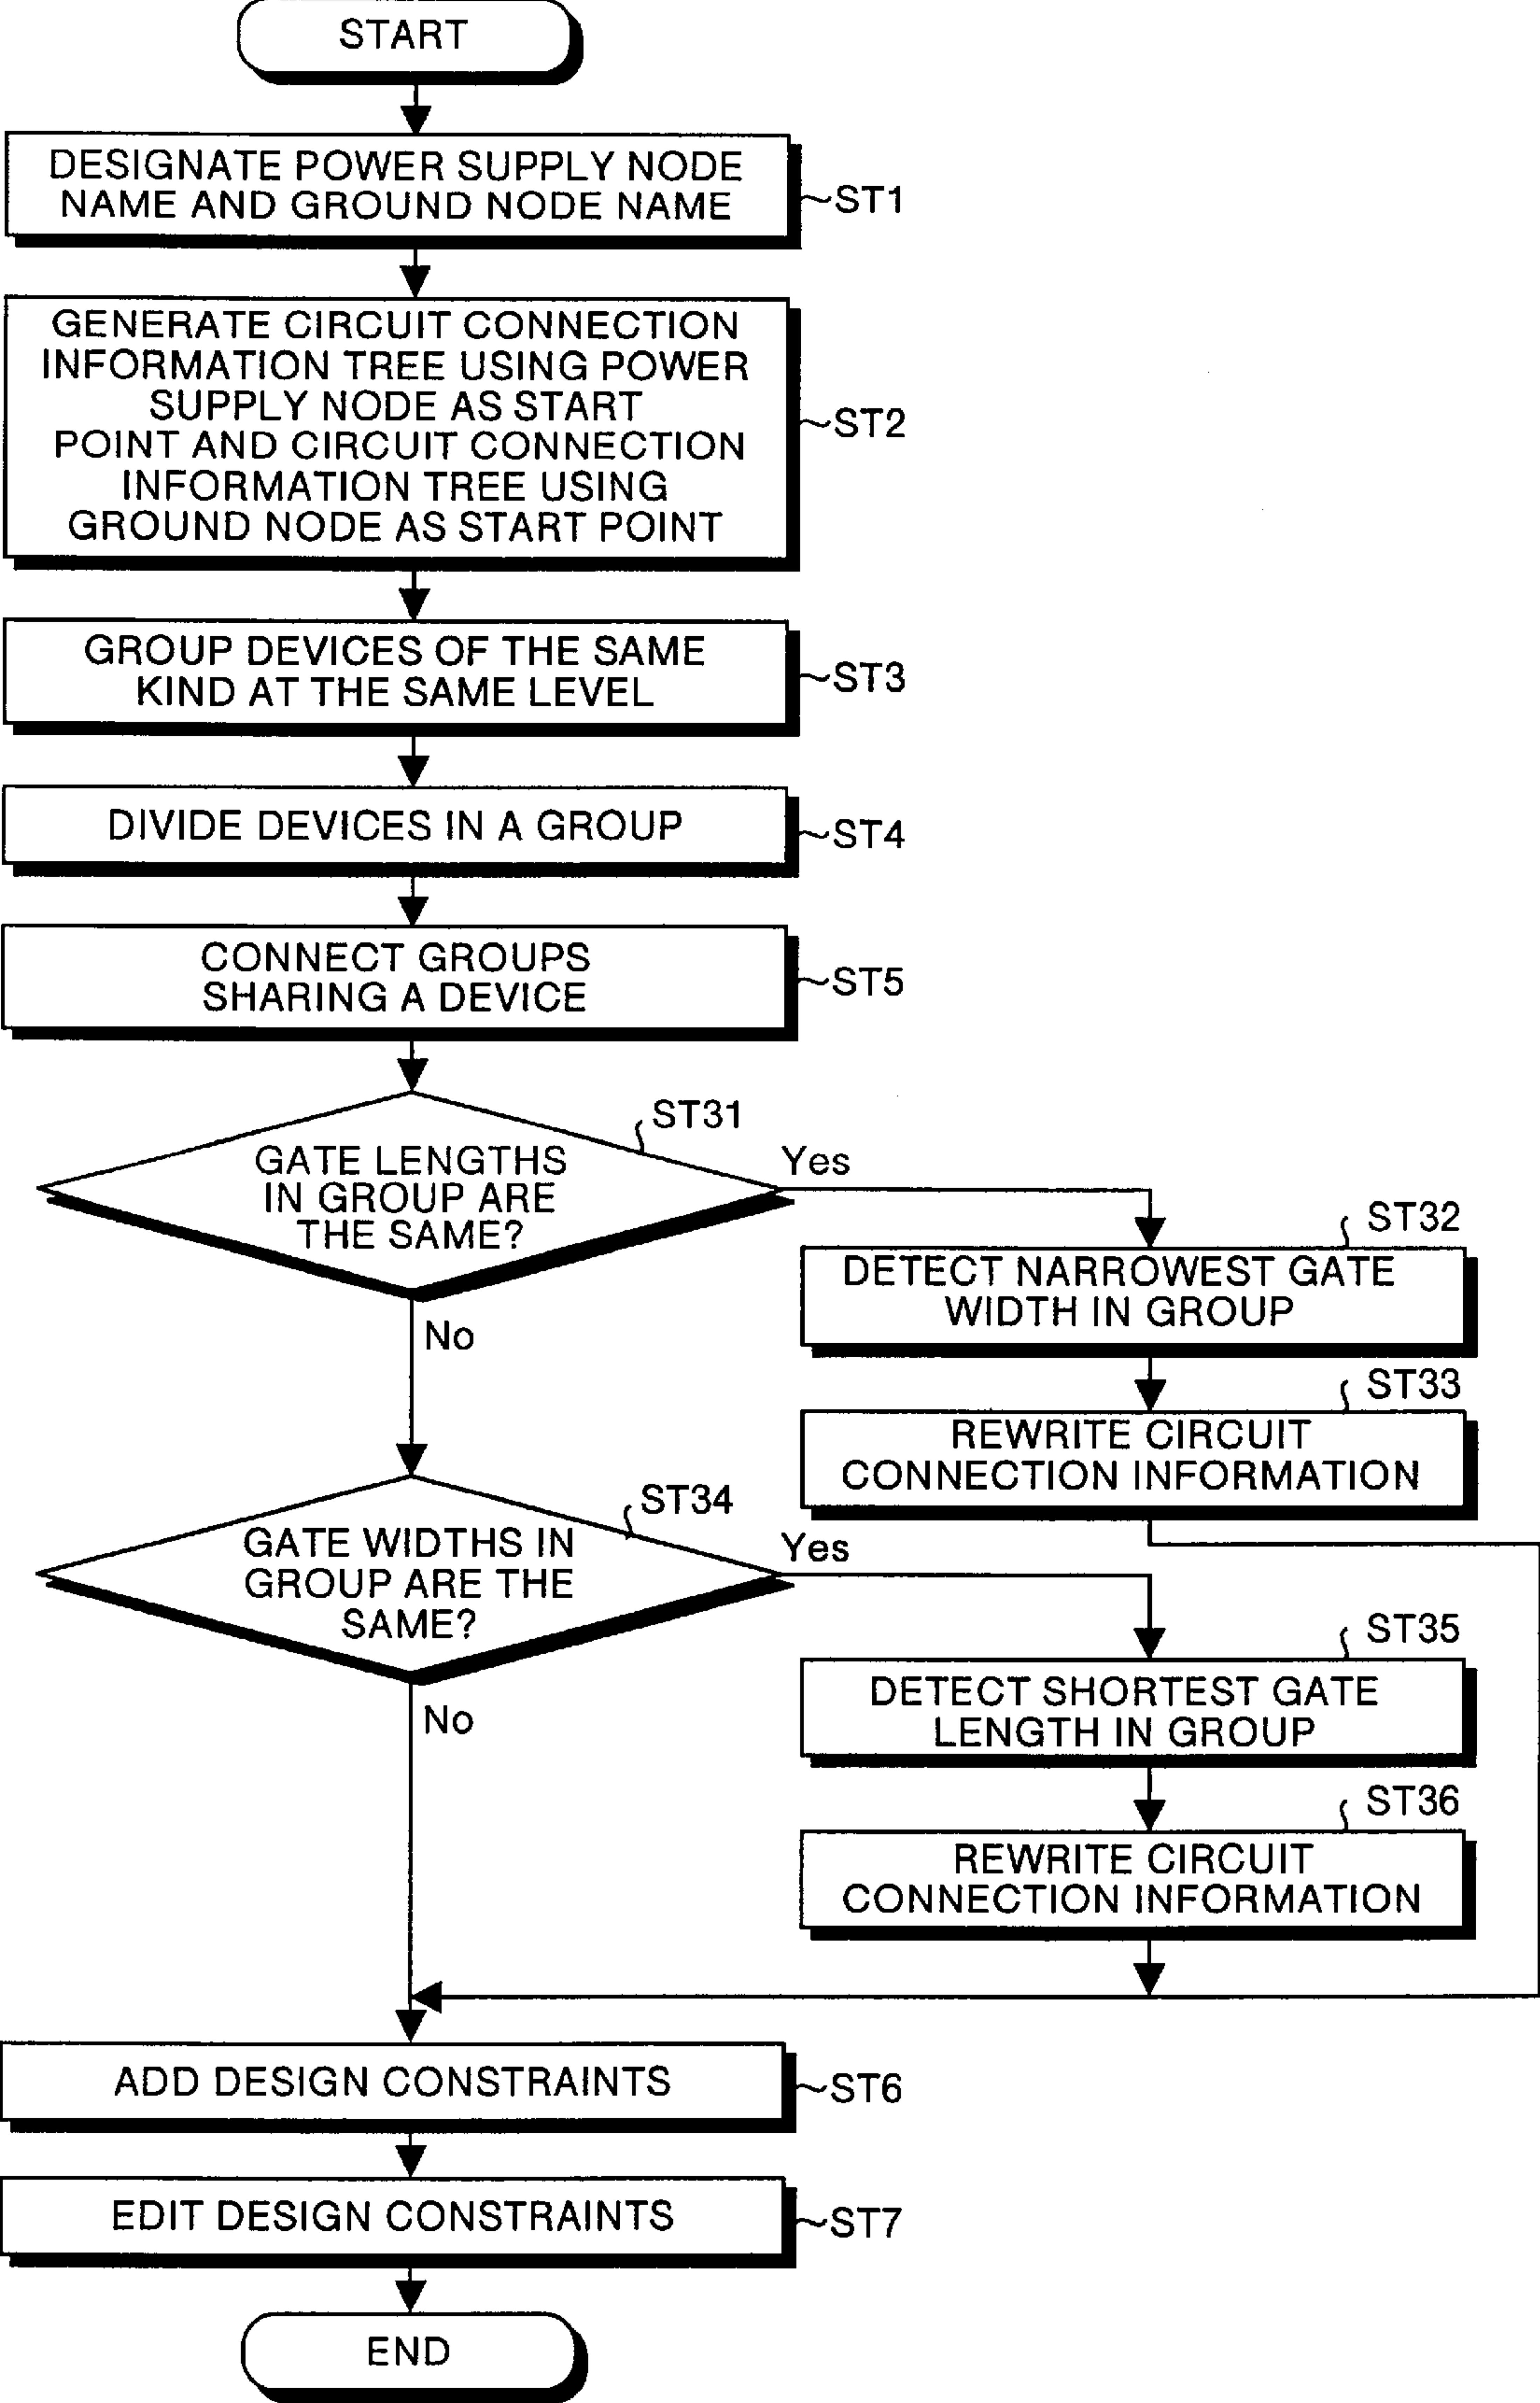 START
DESIGNATE POWER SUPPLY NODE
NAME AND GROUND NODE NAME
ST1
GENERATE CIRCUIT CONNECTION
INFORMATION TREE USING POWER
SUPPLY NODE AS START
POINT AND CIRCUIT CONNECTION
INFORMATION TREE USING
GROUND NODE AS START POINT
ST2
GROUP DEVICES OF THE SAME
KIND AT THE SAME LEVEL
ST3
DIVIDE DEVICES IN A GROUP
ST4
CONNECT GROUPS
SHARING A DEVICE
ST5
ST31
GATE LENGTHS
IN GROUP ARE
THE SAME?
Yes
No
ST32
DETECT NARROWEST GATE
WIDTH IN GROUP
ST33
REWRITE CIRCUIT
CONNECTION INFORMATION
ST34
GATE WIDTHS IN
GROUP ARE THE
SAME?
Yes
No
ST35
DETECT SHORTEST GATE
LENGTH IN GROUP
ST36
REWRITE CIRCUIT
CONNECTION INFORMATION
ADD DESIGN CONSTRAINTS
ST6
EDIT DESIGN CONSTRAINTS
ST7
END